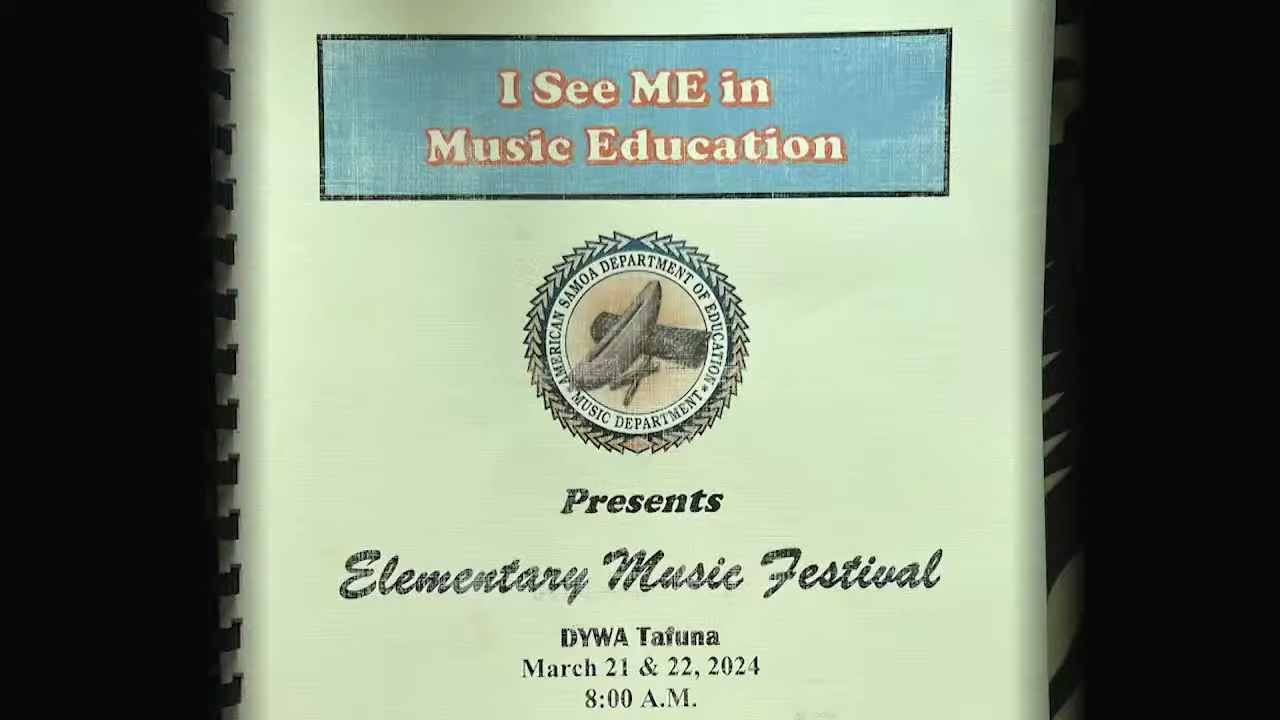 I See ME in
Music Education
AMERICAN SAMOA DEPARTMENT OF EDUCATION
MUSIC DEPARTMENT
Presents
Elementary Music Festival
DYWA Tafuna
March 21 & 22, 2024
8:00 A.M.